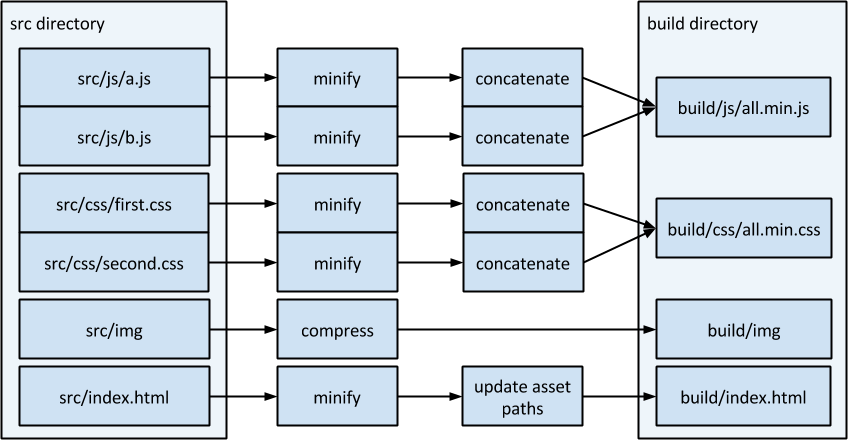 src directory
build directory
src/js/a.js
minify
concatenate
build/js/all.min.js
src/js/b.js
minify
concatenate
src/css/first.css
minify
concatenate
build/css/all.min.css
src/css/second.css
minify
concatenate
src/img
compress
build/img
src/index.html
minify
update asset
paths
build/index.html